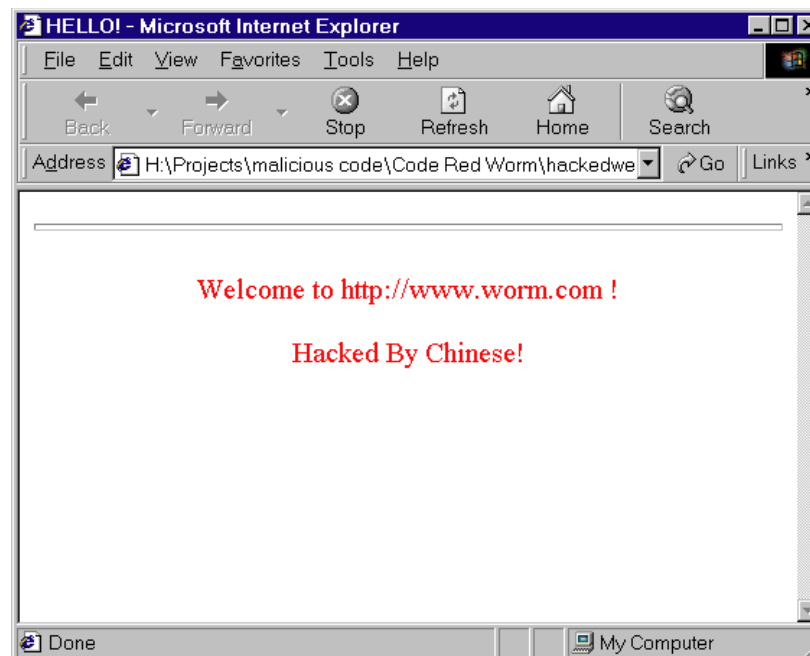 HELLO! - Microsoft Internet Explorer
File Edit View Favorites Tools Help
Back Forward Stop Refresh Home Search
Address H:\Projects\malicious code\Code Red Worm\hackedwe Go Links
Welcome to http://www.worm.com !
Hacked By Chinese!
Done My Computer